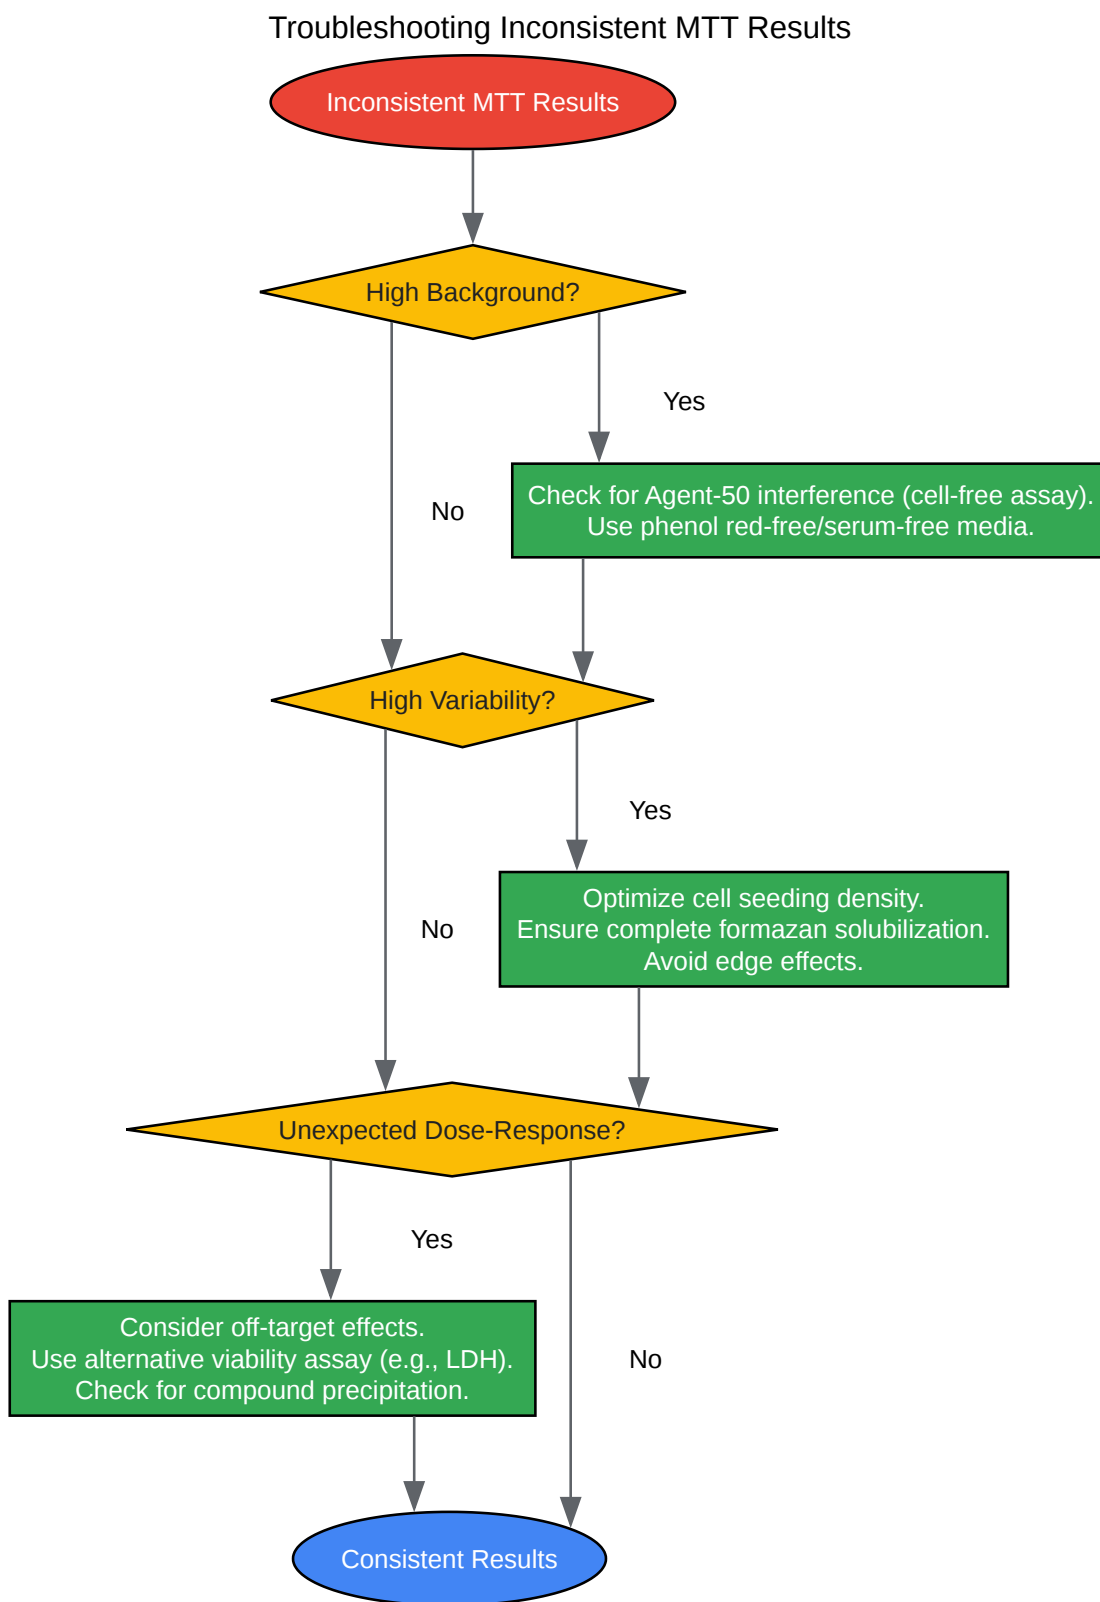 Troubleshooting Inconsistent MTT Results
Inconsistent MTT Results
High Background?
Yes
Check for Agent-50 interference (cell-free assay).
Use phenol red-free/serum-free media.
No
High Variability?
Yes
Optimize cell seeding density.
Ensure complete formazan solubilization.
Avoid edge effects.
No
Unexpected Dose-Response?
Yes
Consider off-target effects.
Use alternative viability assay (e.g., LDH).
Check for compound precipitation.
No
Consistent Results